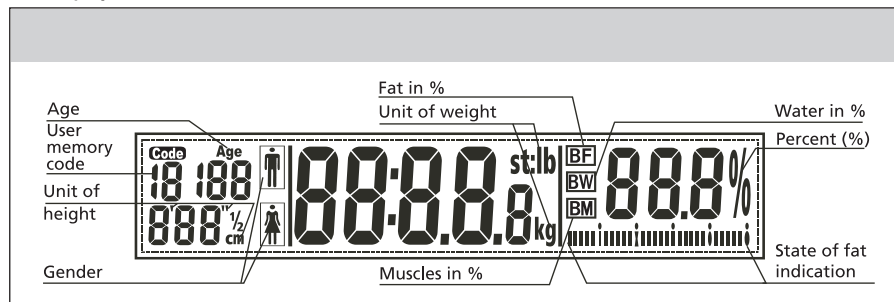 Fat in %
Age
Unit of weight
Water in %
User
memory
code
Percent (%)
Code
Age
18
188
88:88.8
st:lb
kg
BF
BW
BM
88.8%
Unit of
height
888
' " 1/2
cm
State of fat
indication
Gender
Muscles in %